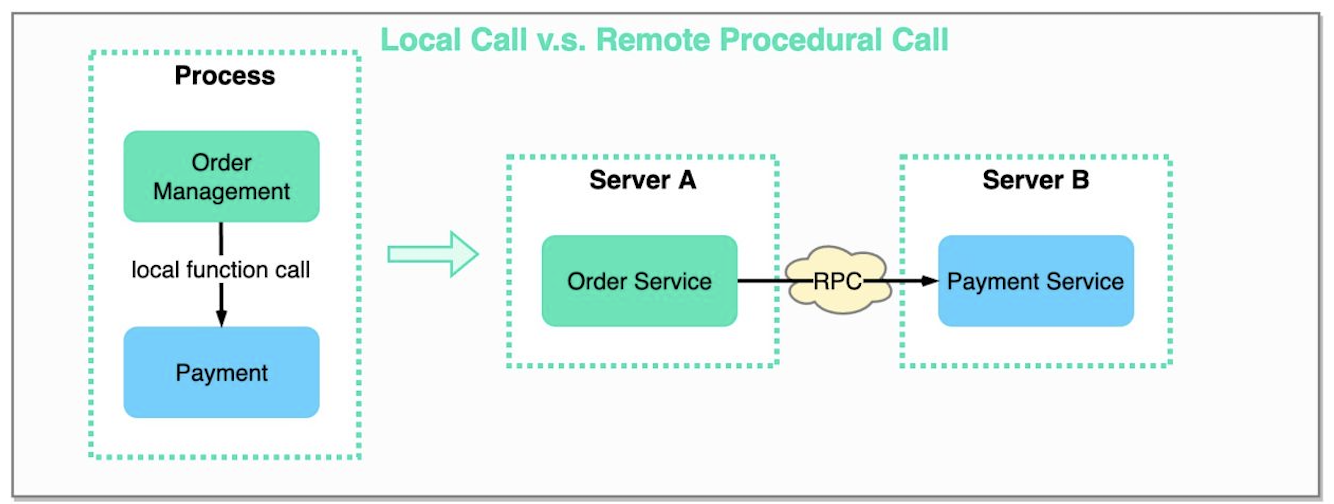 Local Call v.s. Remote Procedural Call
Process
Order
Management
local function call
Payment
Server A
Order Service
RPC
Server B
Payment Service